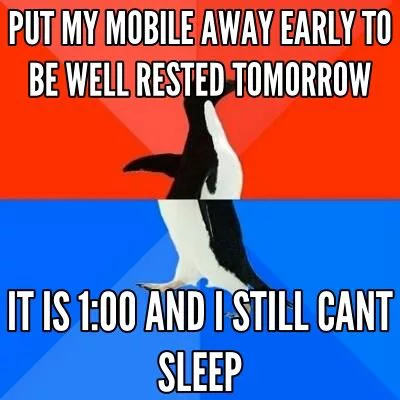 PUT MY MOBILE AWAY EARLY TO
BE WELL RESTED TOMORROW
IT IS 1:00 AND I STILL CANT
SLEEP